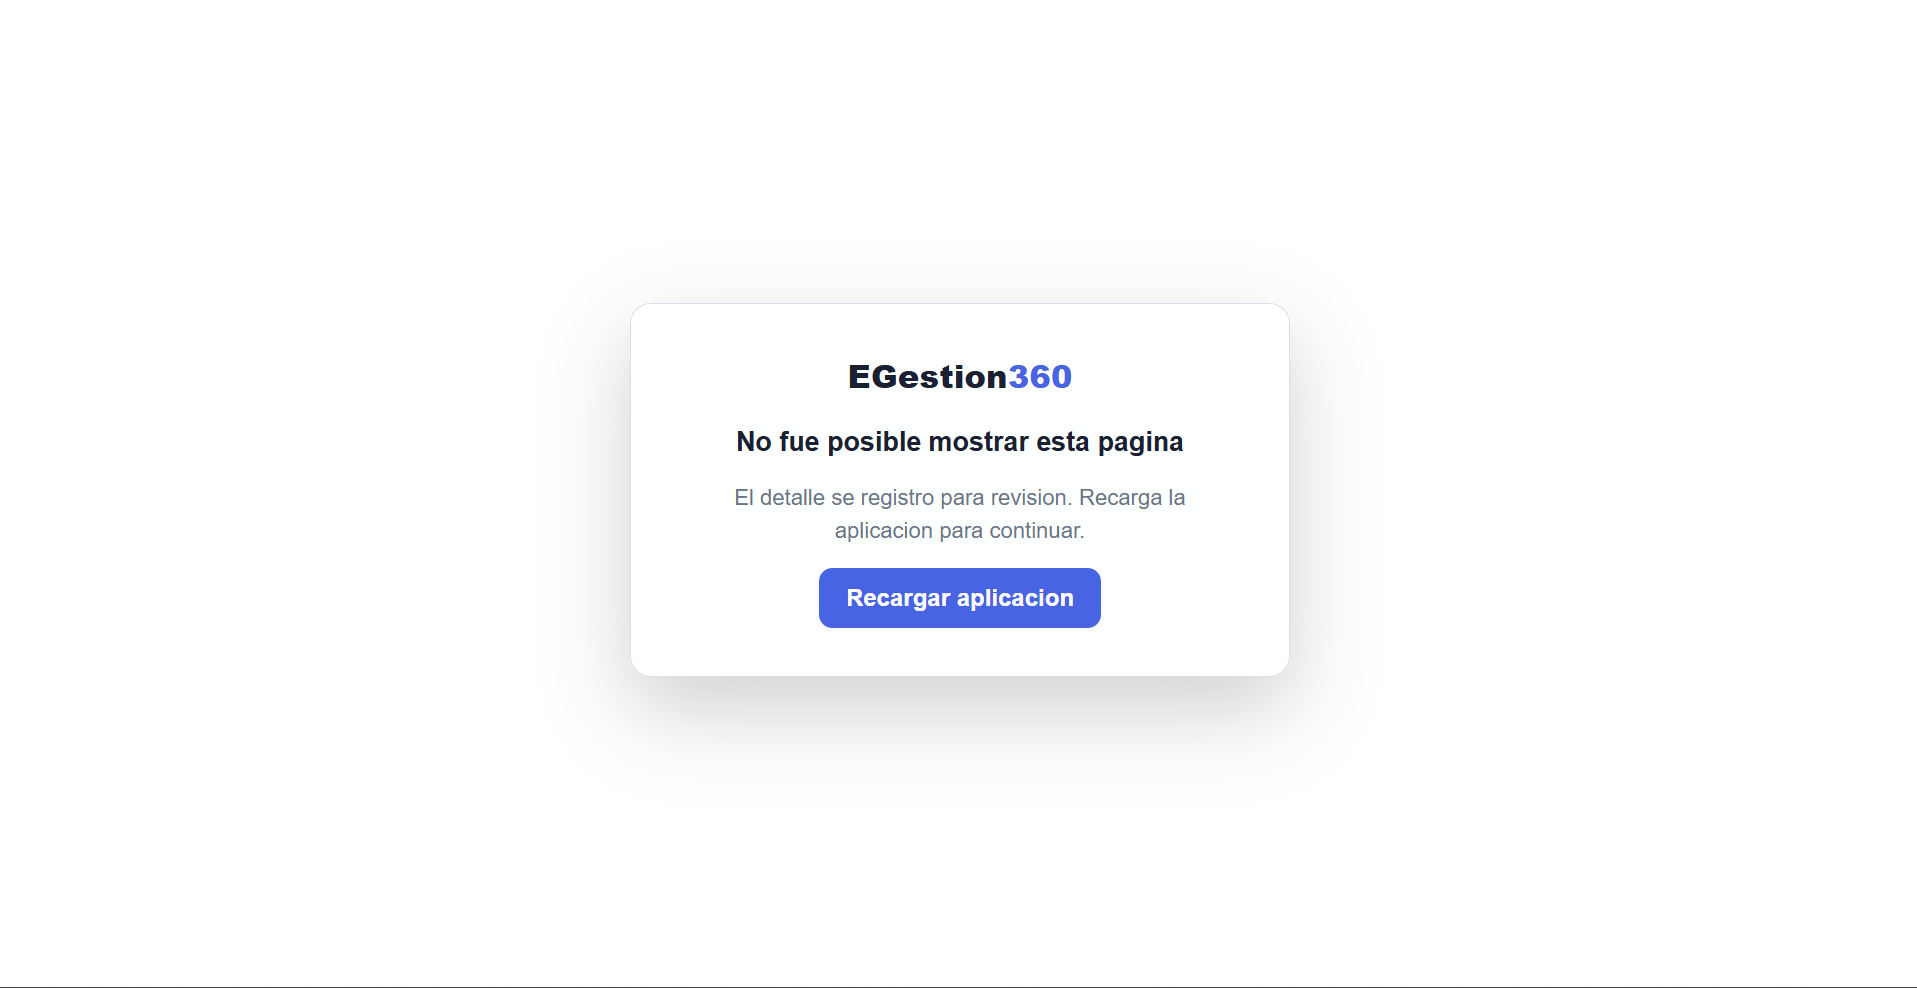 EGestion360
No fue posible mostrar esta pagina
El detalle se registro para revision. Recarga la
aplicacion para continuar.
Recargar aplicacion